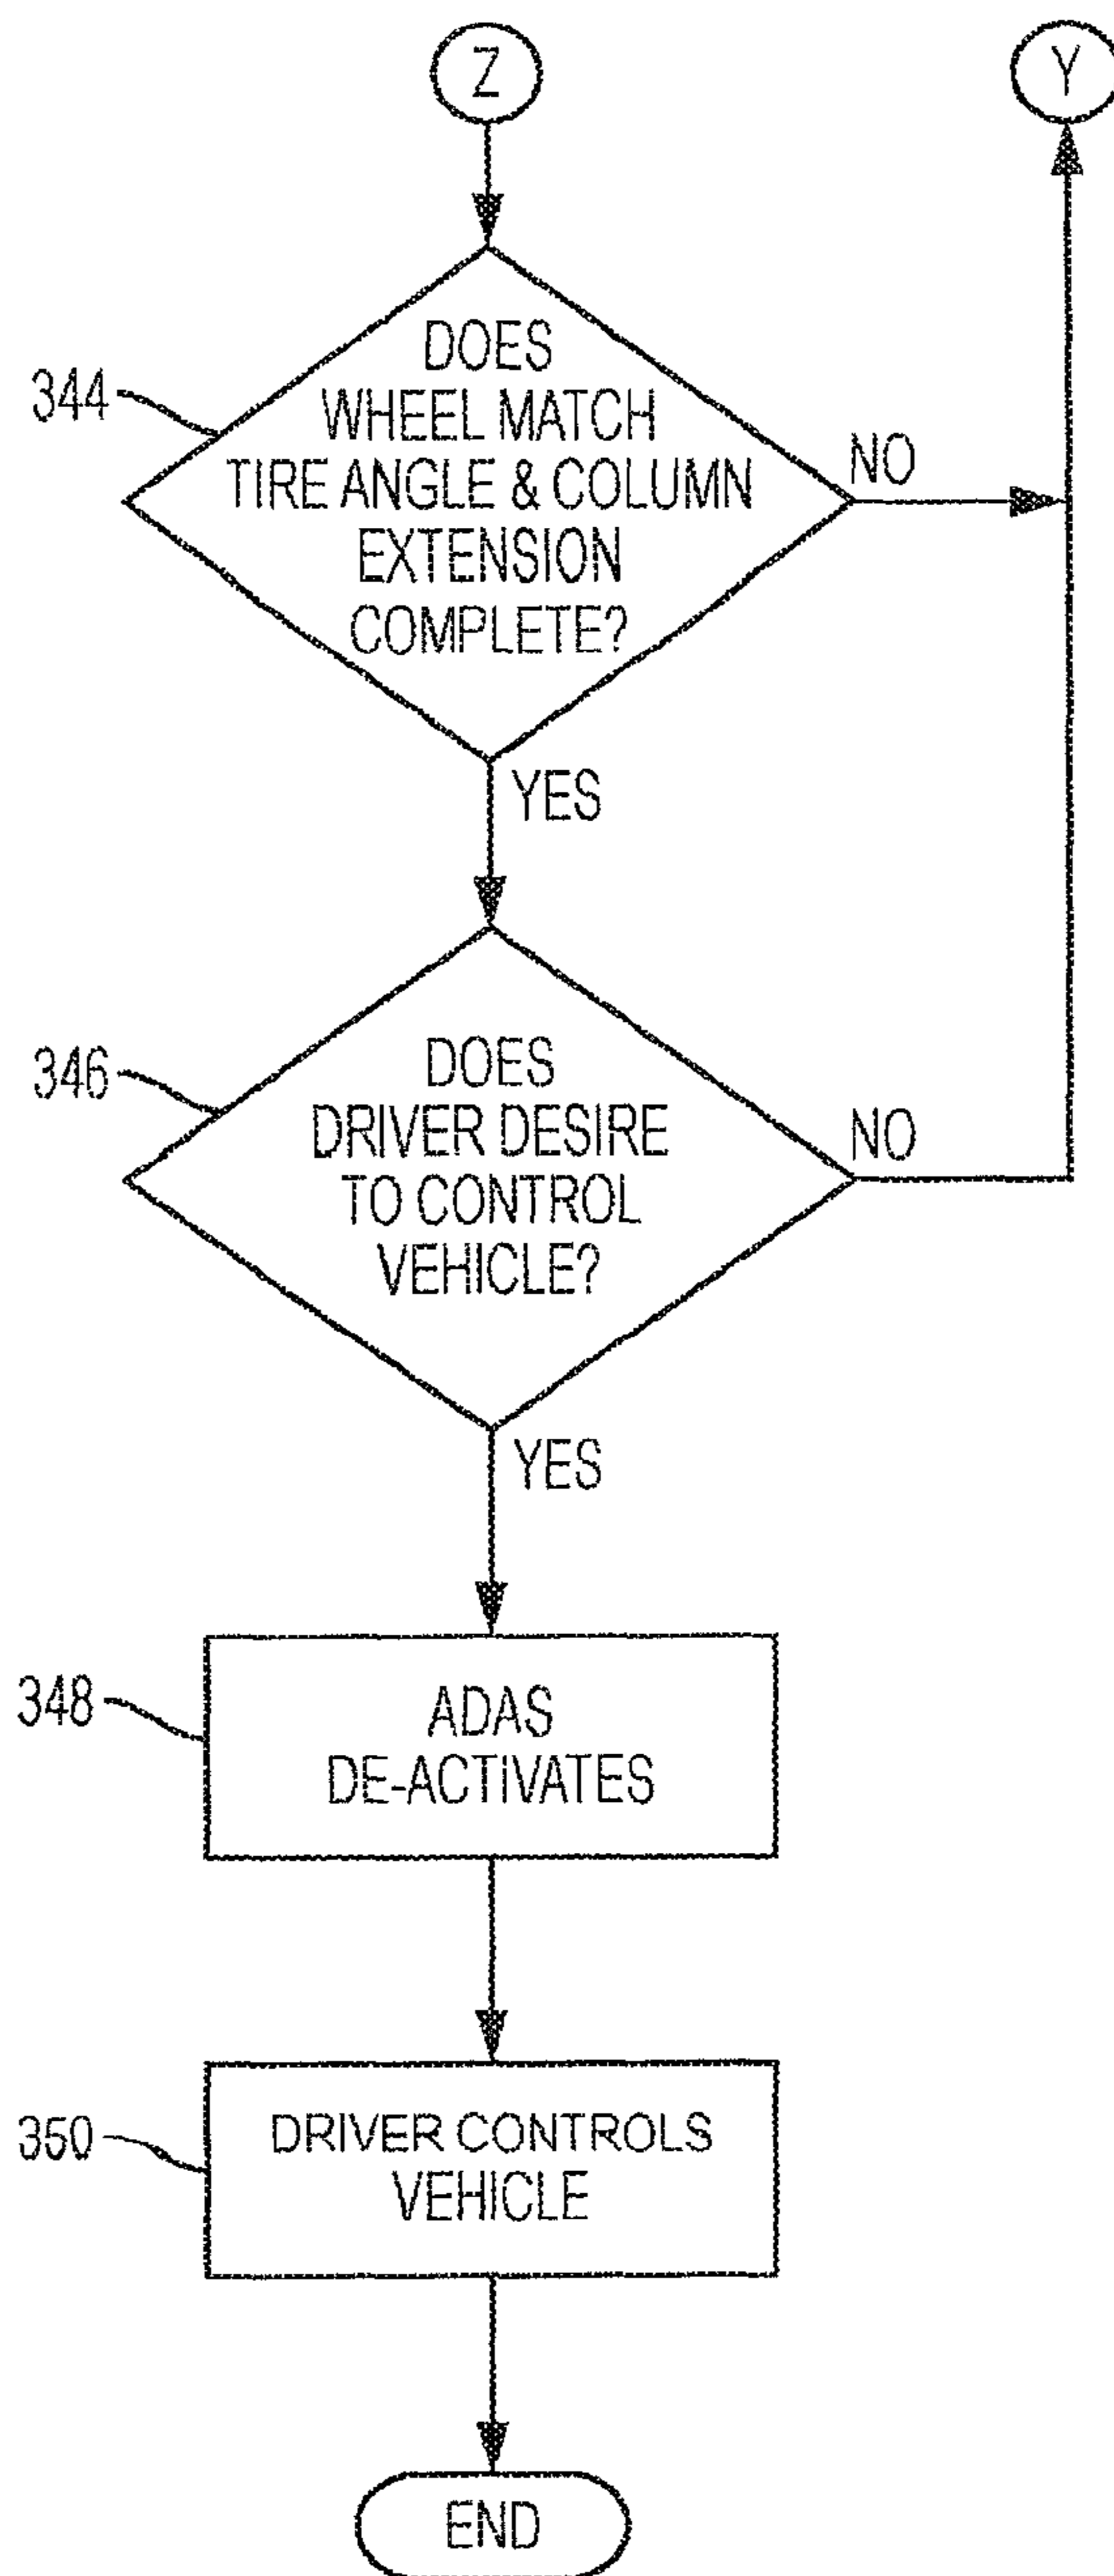 Z
Y
344
DOES
WHEEL MATCH
TIRE ANGLE & COLUMN
EXTENSION
COMPLETE?
NO
YES
346
DOES
DRIVER DESIRE
TO CONTROL
VEHICLE?
NO
YES
348
ADAS
DE-ACTIVATES
350
DRIVER CONTROLS
VEHICLE
END